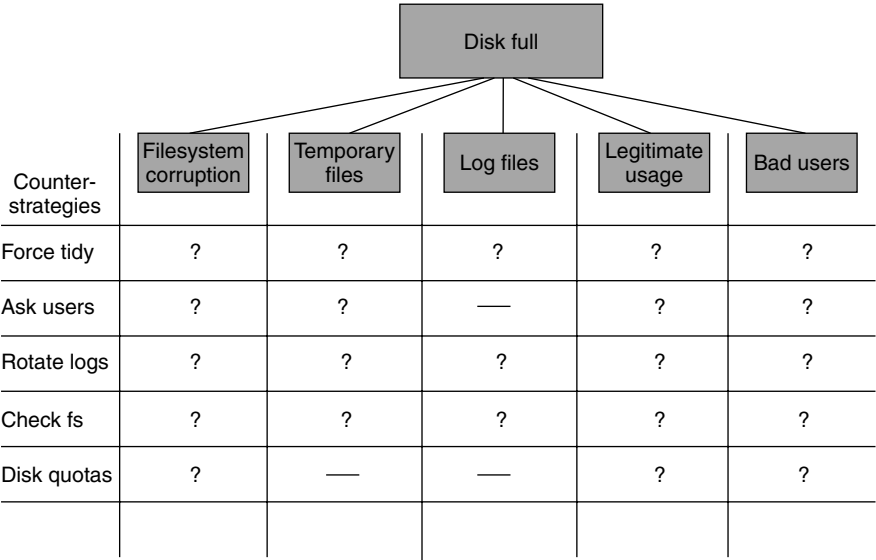 Disk full
Filesystem
corruption
Temporary
files
Log files
Legitimate
usage
Bad users
Counter-
strategies
Force tidy ? ? ? ? ?
Ask users ? ? — ? ?
Rotate logs ? ? ? ? ?
Check fs ? ? ? ? ?
Disk quotas ? — — ? ?